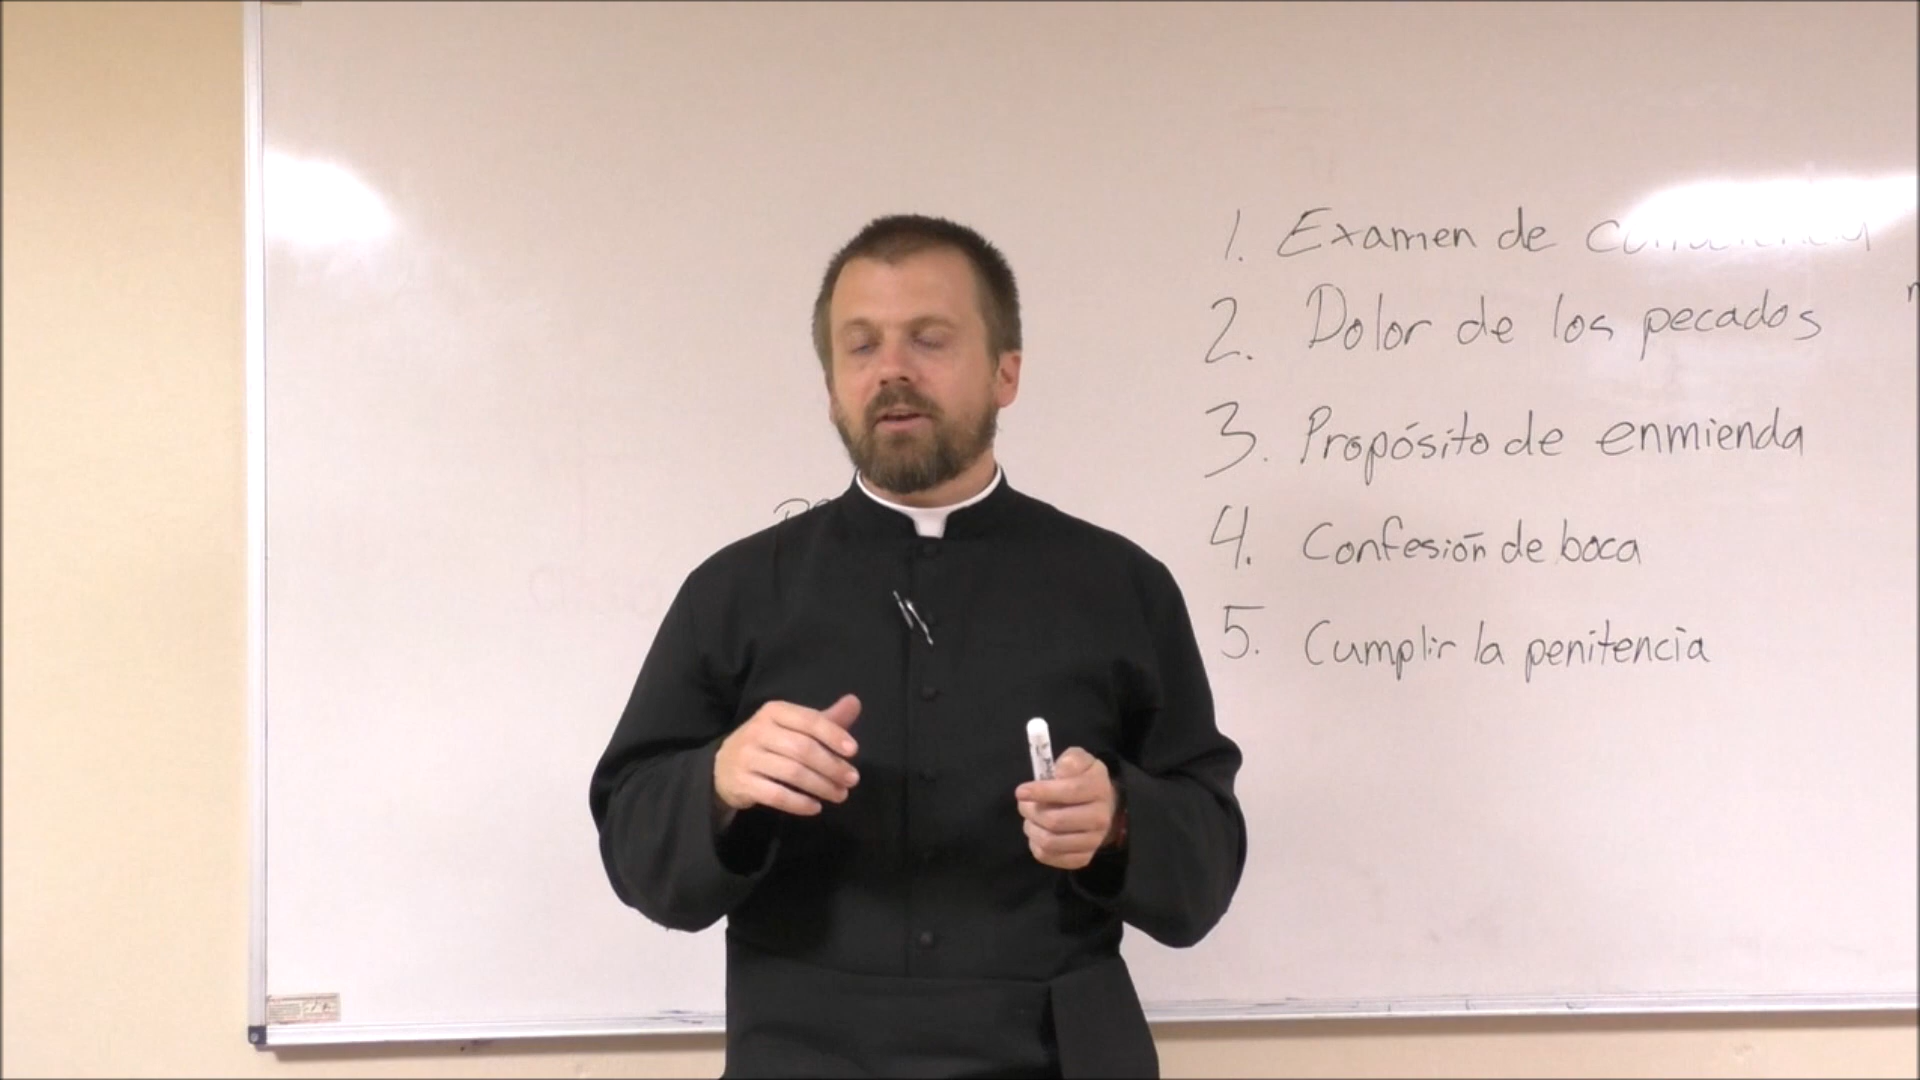 1. Examen de conciencia
2. Dolor de los pecados
3. Propósito de enmienda
4. Confesión de boca
5. Cumplir la penitencia